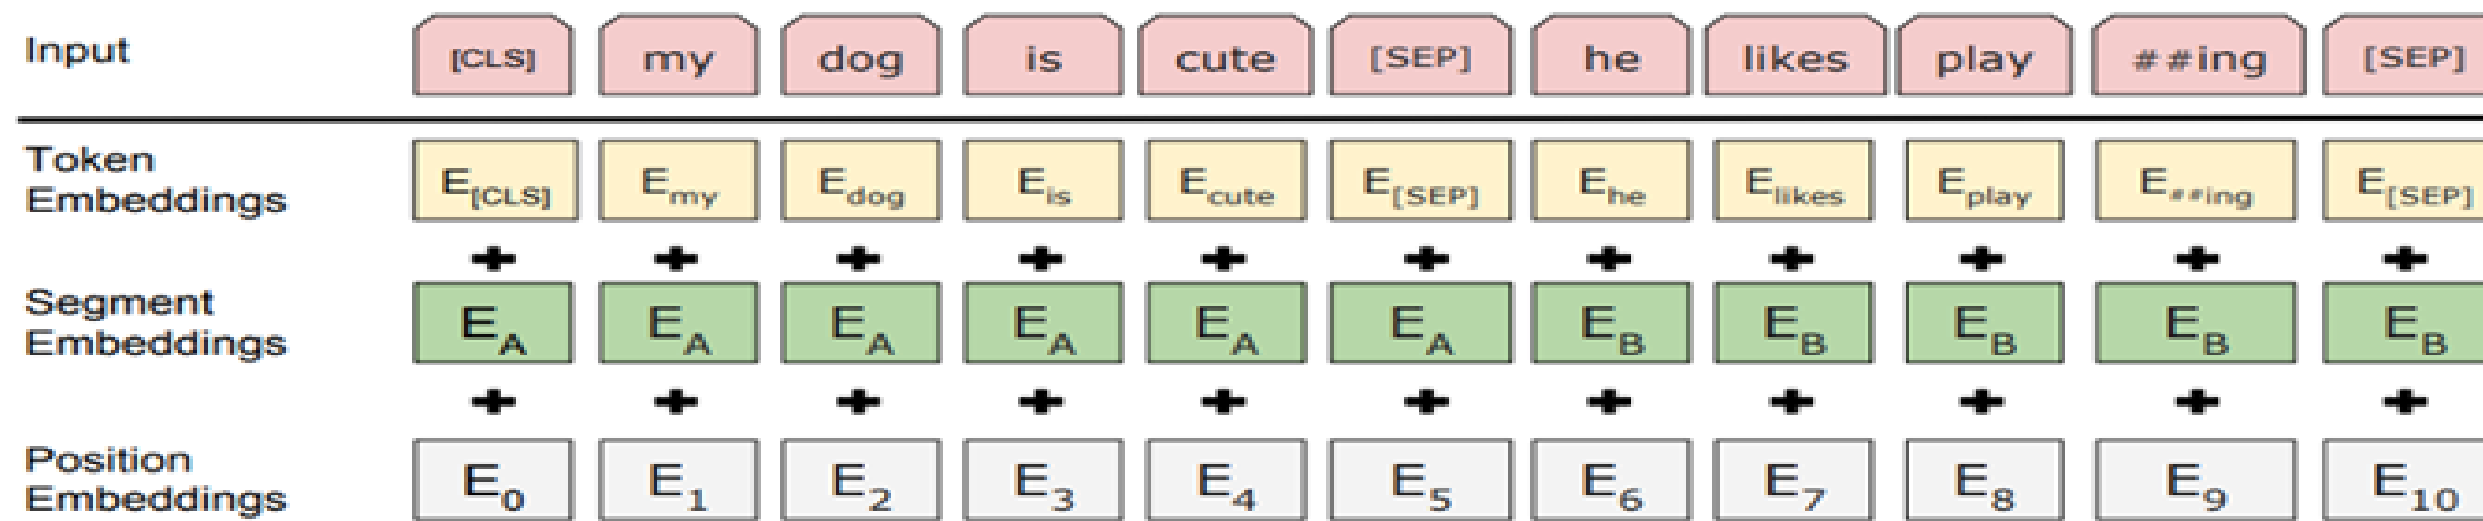 Input [CLS] my dog is cute [SEP] he likes play ##ing [SEP]
Token
Embeddings E[CLS] Emy Edog Eis Ecute E[SEP] Ehe Elikes Eplay E##ing E[SEP]
+ + + + + + + + + + +
Segment
Embeddings EA EA EA EA EA EA EB EB EB EB EB
+ + + + + + + + + + +
Position
Embeddings E0 E1 E2 E3 E4 E5 E6 E7 E8 E9 E10